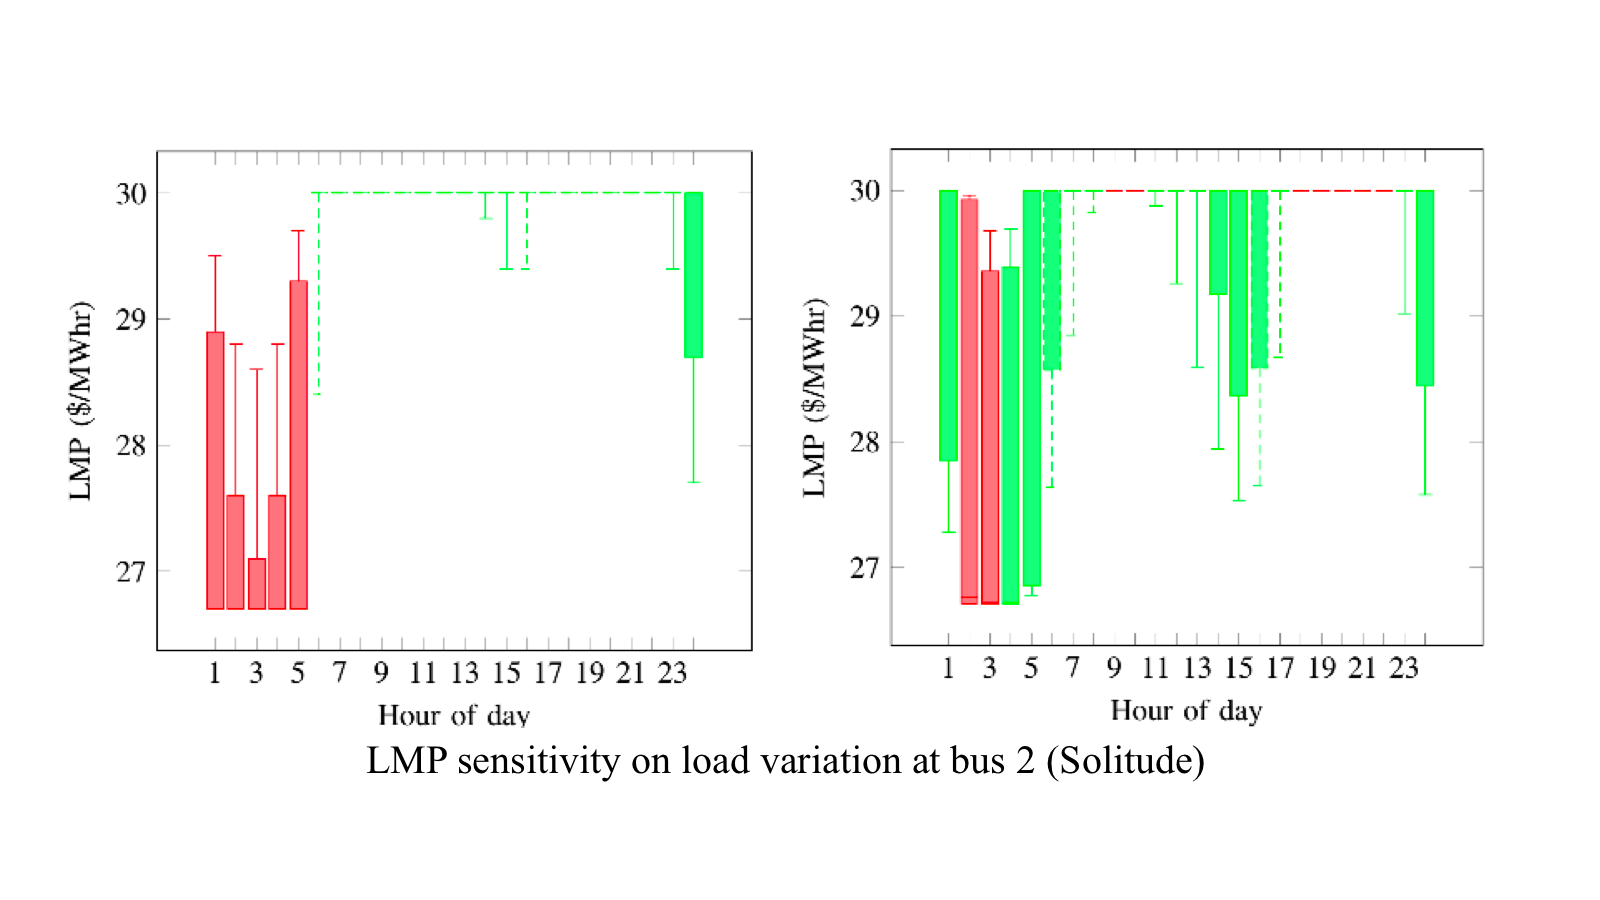 30
29
28
27
LMP ($/MWhr)
1 3 5 7 9 11 13 15 17 19 21 23
Hour of day
30
29
28
27
LMP ($/MWhr)
1 3 5 7 9 11 13 15 17 19 21 23
Hour of day
LMP sensitivity on load variation at bus 2 (Solitude)